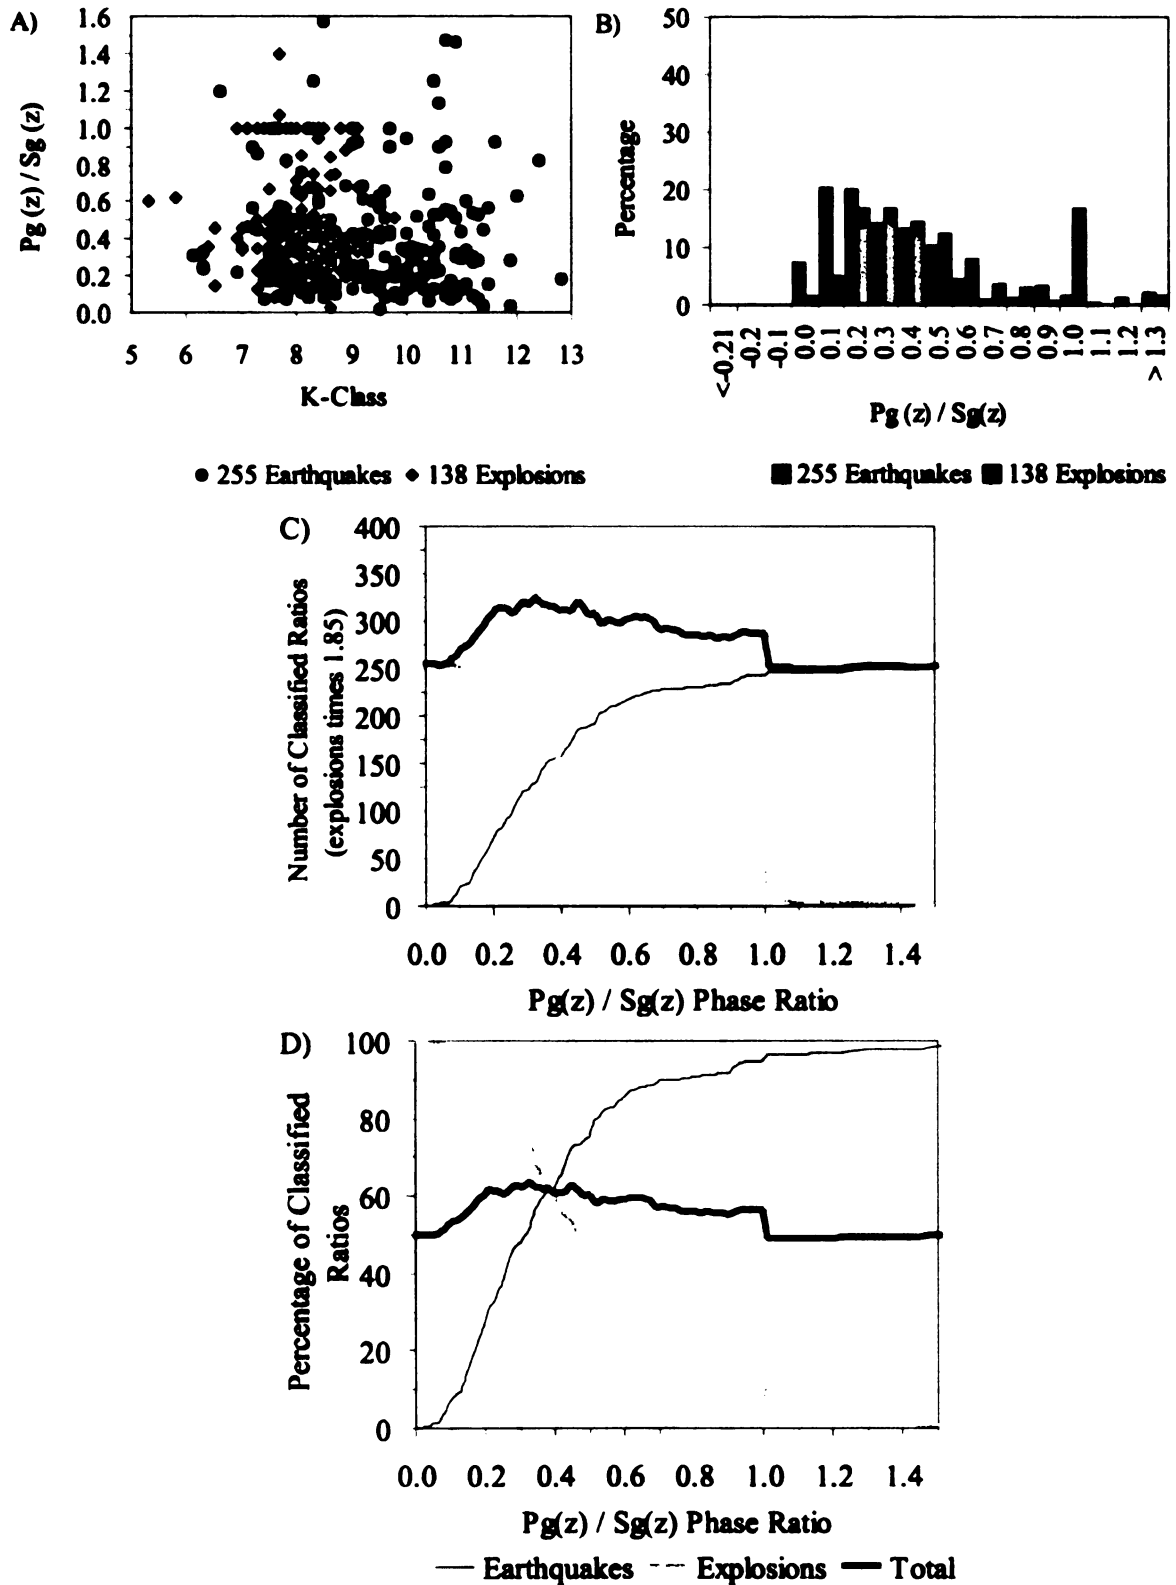 A)
1.6
1.4
1.2
1.0
0.8
0.6
0.4
0.2
0.0
Pg (z) / Sg (z)
5 6 7 8 9 10 11 12 13
K-Class
● 255 Earthquakes ◆ 138 Explosions
B)
50
40
30
20
10
0
Percentage
<-0.21 -0.2 -0.1 0.0 0.1 0.2 0.3 0.4 0.5 0.6 0.7 0.8 0.9 1.0 1.1 1.2 > 1.3
Pg (z) / Sg(z)
■ 255 Earthquakes ■ 138 Explosions
C)
400
350
300
250
200
150
100
50
0
Number of Classified Ratios
(explosions times 1.85)
0.0 0.2 0.4 0.6 0.8 1.0 1.2 1.4
Pg(z) / Sg(z) Phase Ratio
D)
100
80
60
40
20
0
Percentage of Classified
Ratios
0.0 0.2 0.4 0.6 0.8 1.0 1.2 1.4
Pg(z) / Sg(z) Phase Ratio
Earthquakes Explosions Total